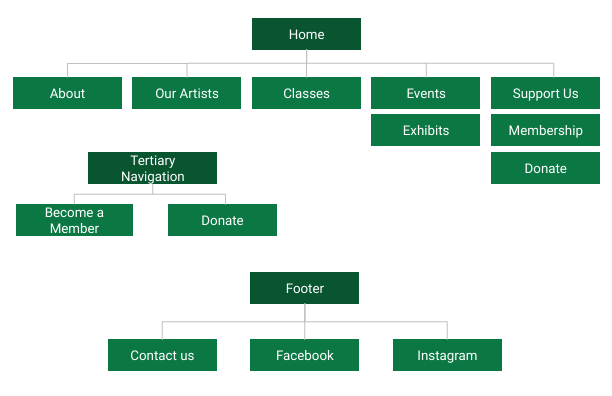 Home
About
Our Artists
Classes
Events
Support Us
Exhibits
Membership
Donate
Tertiary
Navigation
Become a
Member
Donate
Footer
Contact us
Facebook
Instagram